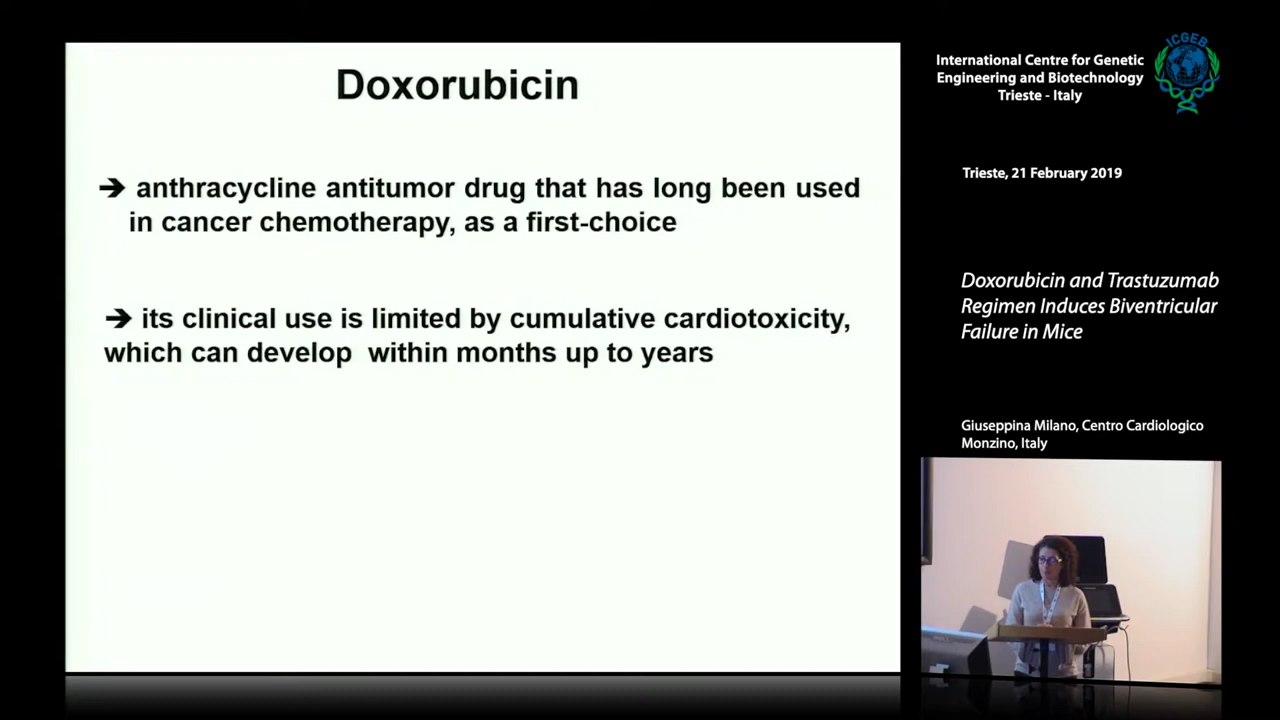 Doxorubicin
➔ anthracycline antitumor drug that has long been used
in cancer chemotherapy, as a first-choice
➔ its clinical use is limited by cumulative cardiotoxicity,
which can develop within months up to years
International Centre for Genetic
Engineering and Biotechnology
Trieste - Italy
ICGEB
Trieste, 21 February 2019
Doxorubicin and Trastuzumab
Regimen Induces Biventricular
Failure in Mice
Giuseppina Milano, Centro Cardiologico
Monzino, Italy